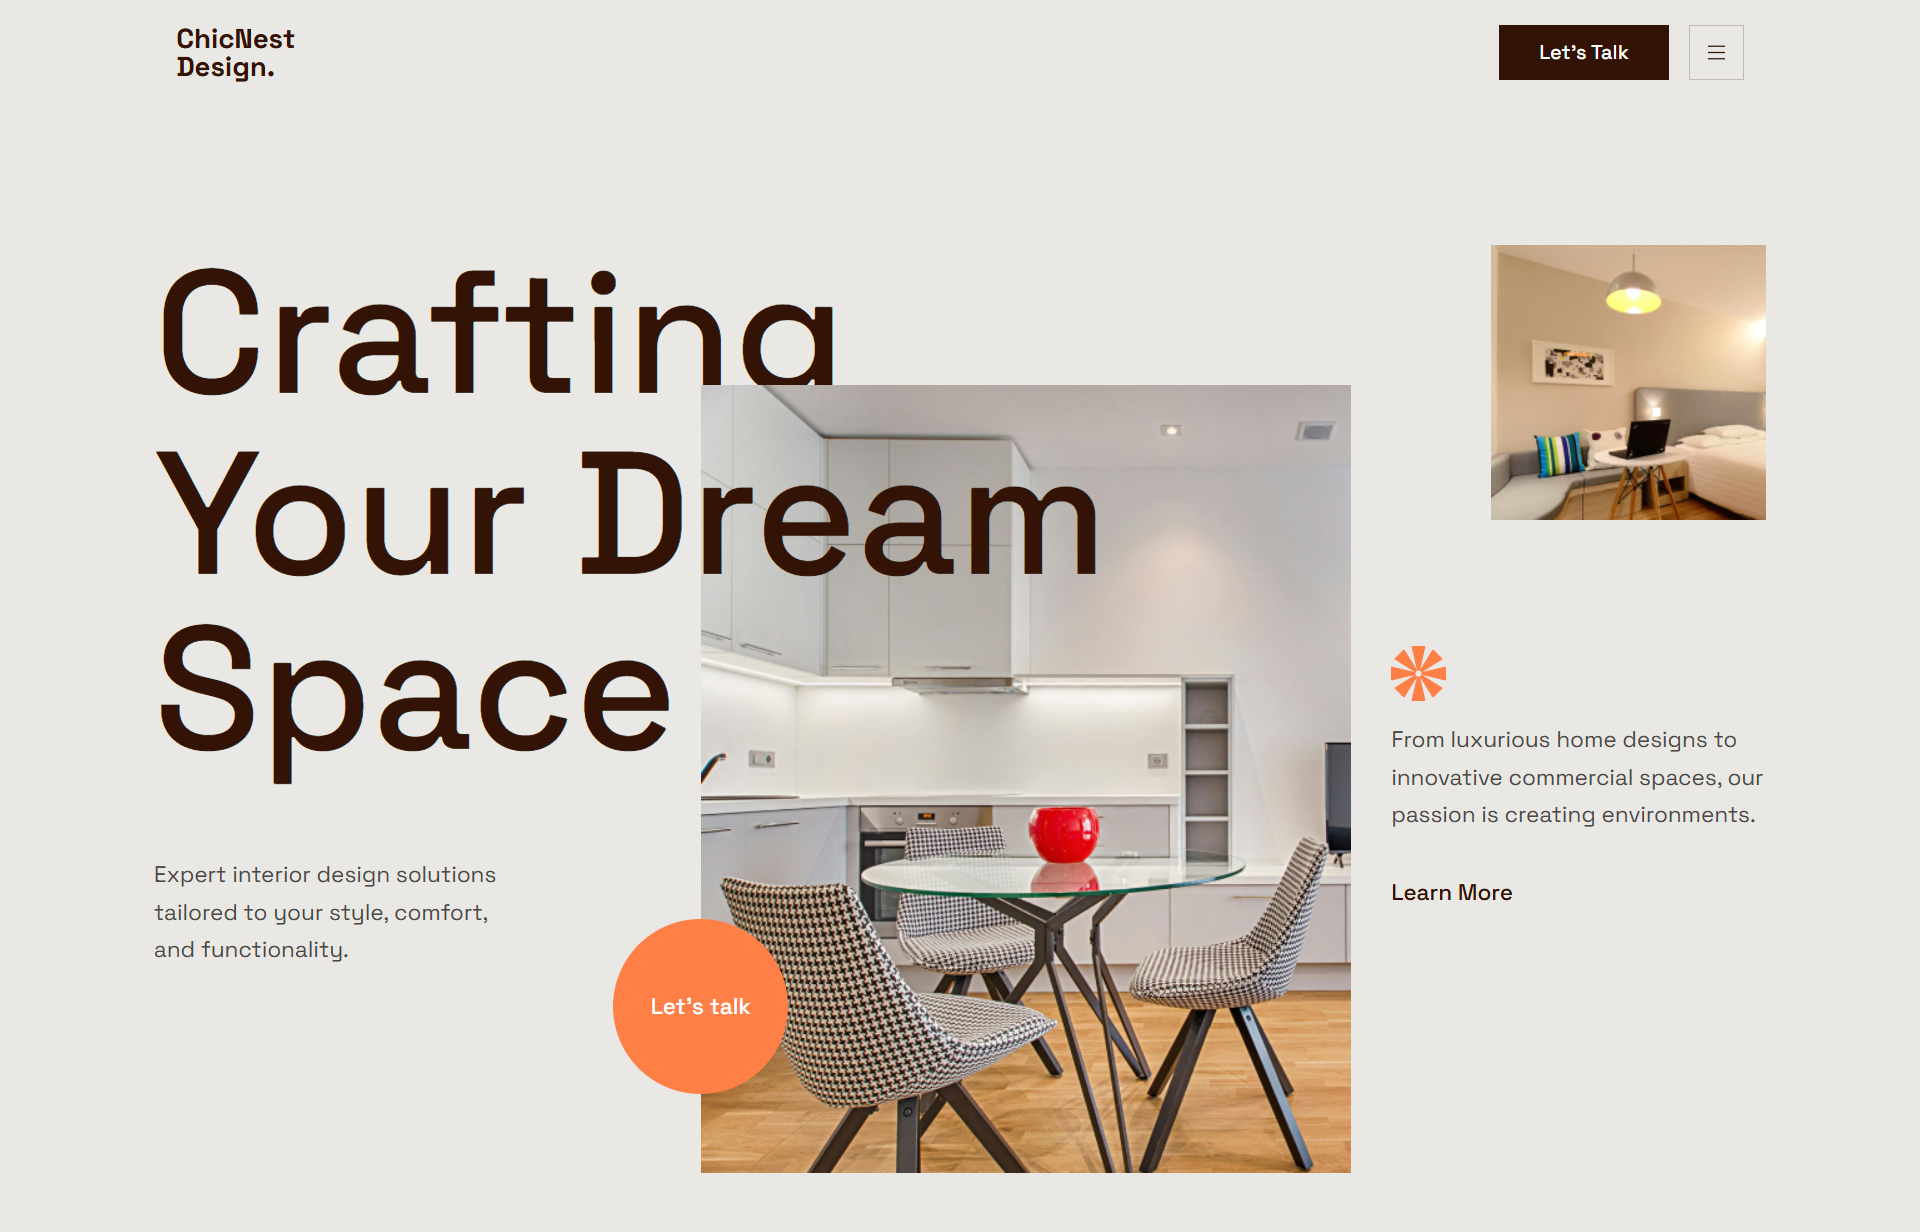 ChicNest
Design.
Let's Talk
Crafting
Your Dream
Space
Expert interior design solutions
tailored to your style, comfort,
and functionality.
Let's talk
From luxurious home designs to
innovative commercial spaces, our
passion is creating environments.
Learn More